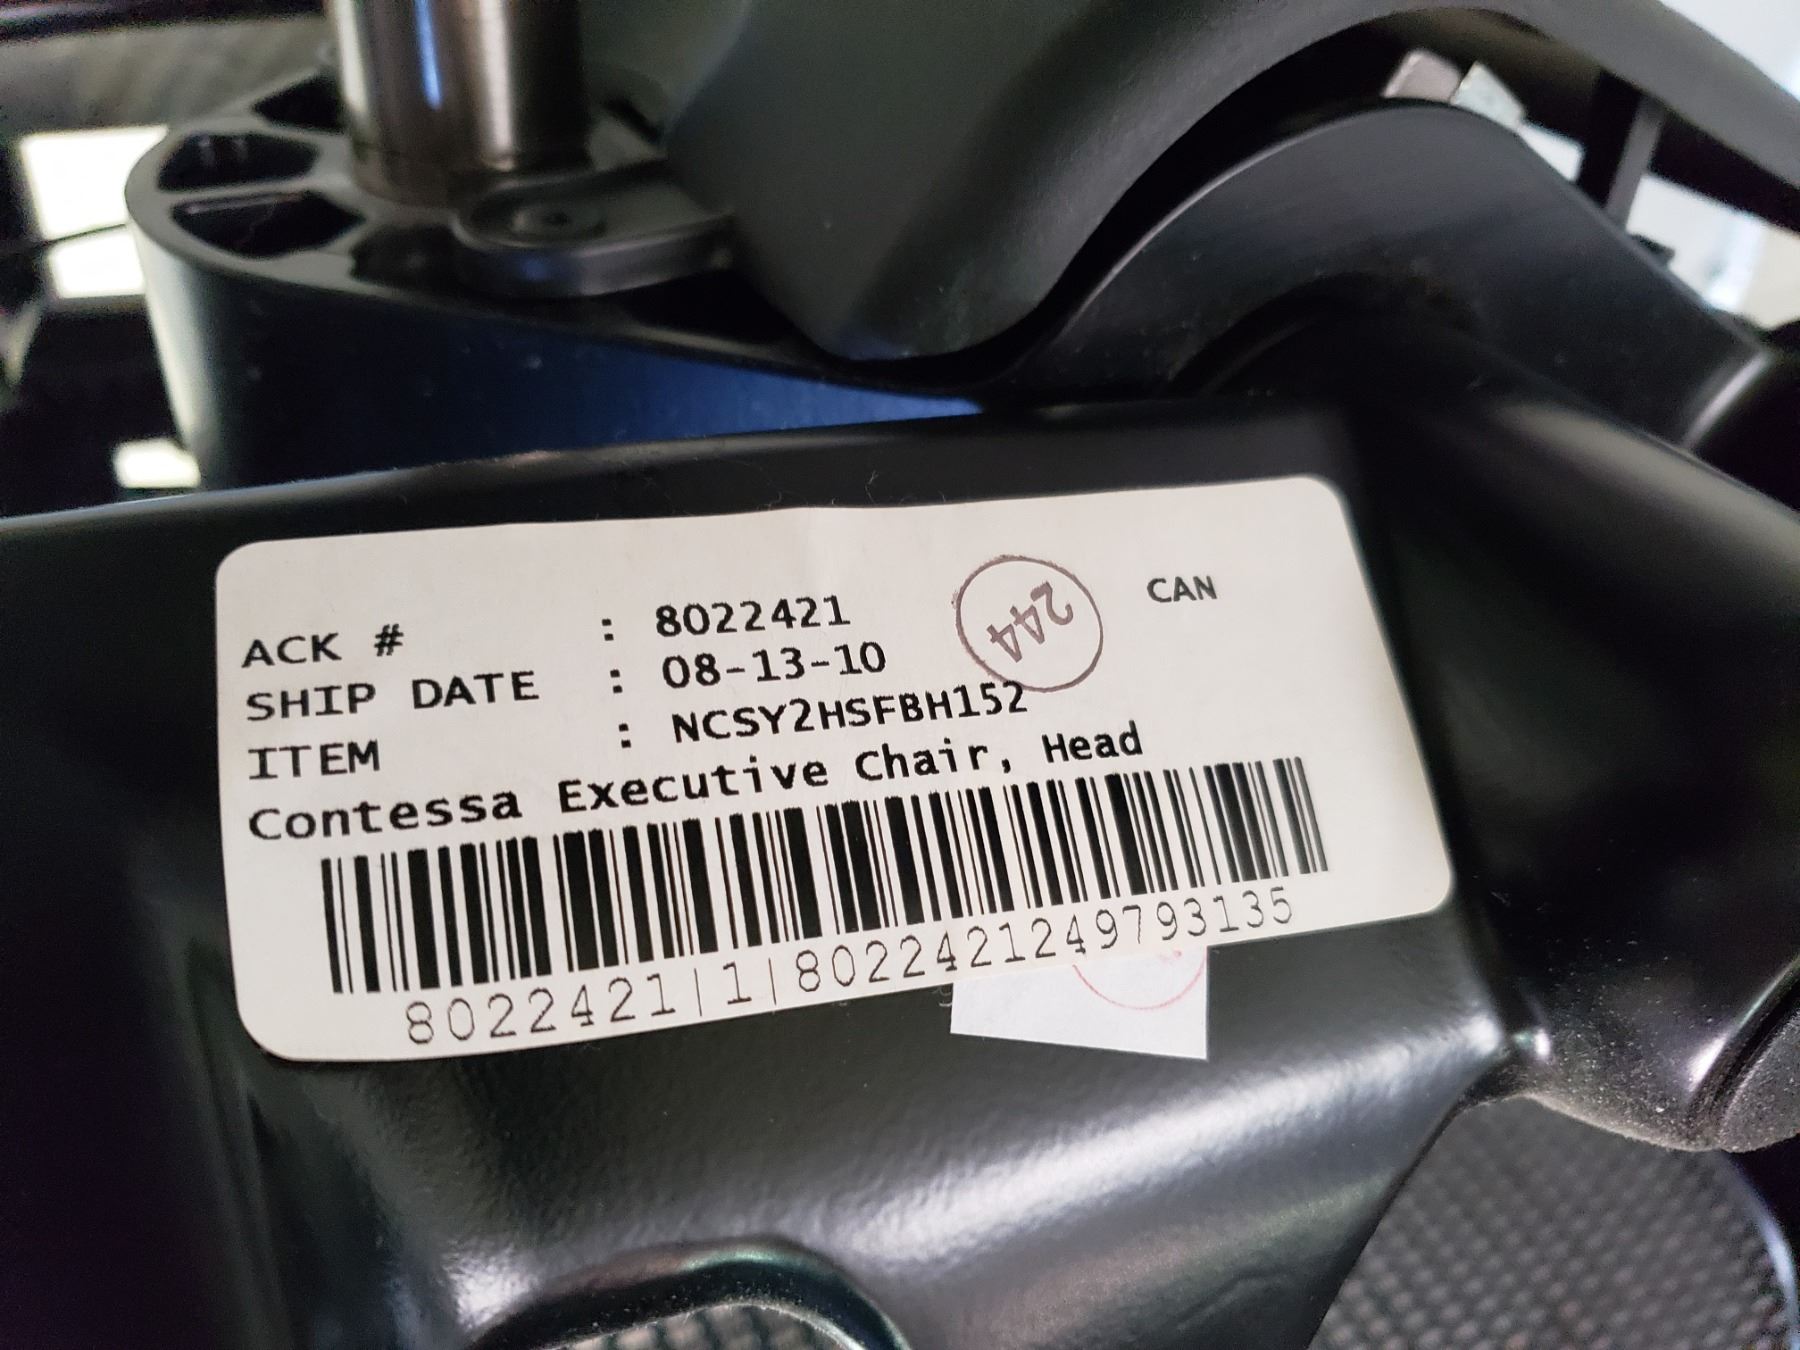 ACK # : 8022421
SHIP DATE : 08-13-10
ITEM : NCSY2HSFBH152
244
CAN
Contessa Executive Chair, Head
8022421|1|8022421249793135